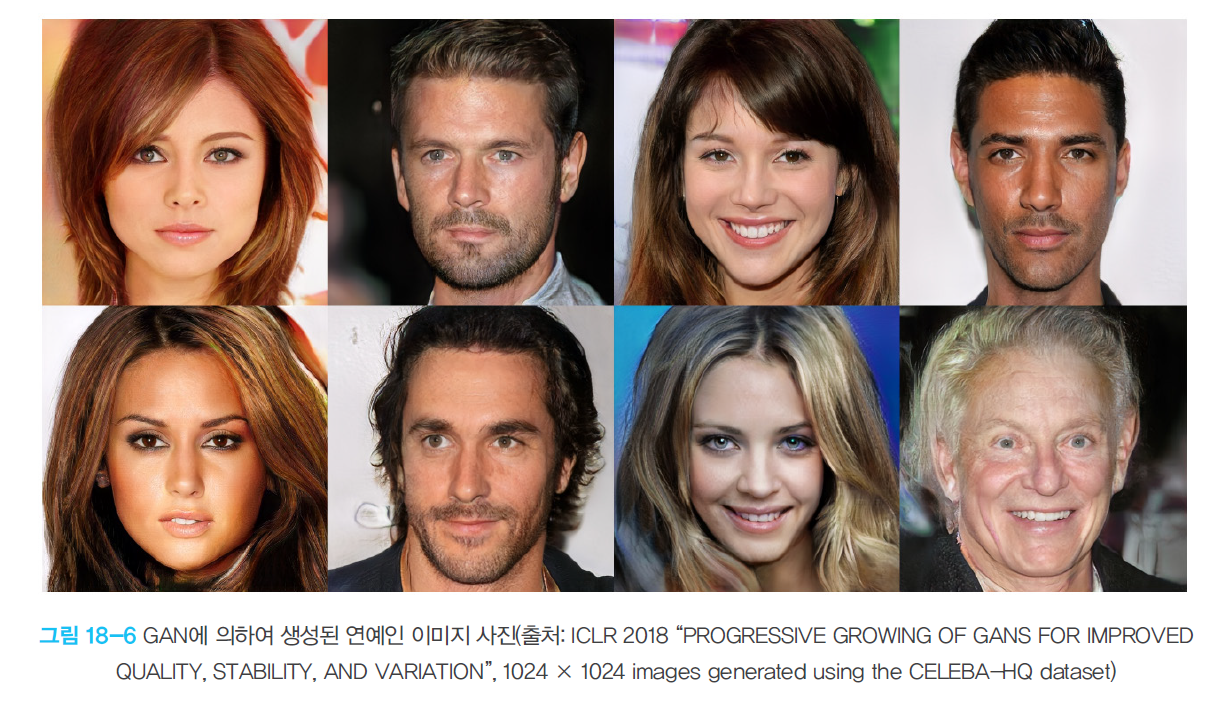 그림 18-6 GAN에 의하여 생성된 연예인 이미지 사진(출처: ICLR 2018 “PROGRESSIVE GROWING OF GANS FOR IMPROVED
QUALITY, STABILITY, AND VARIATION”, 1024 × 1024 images generated using the CELEBA-HQ dataset)